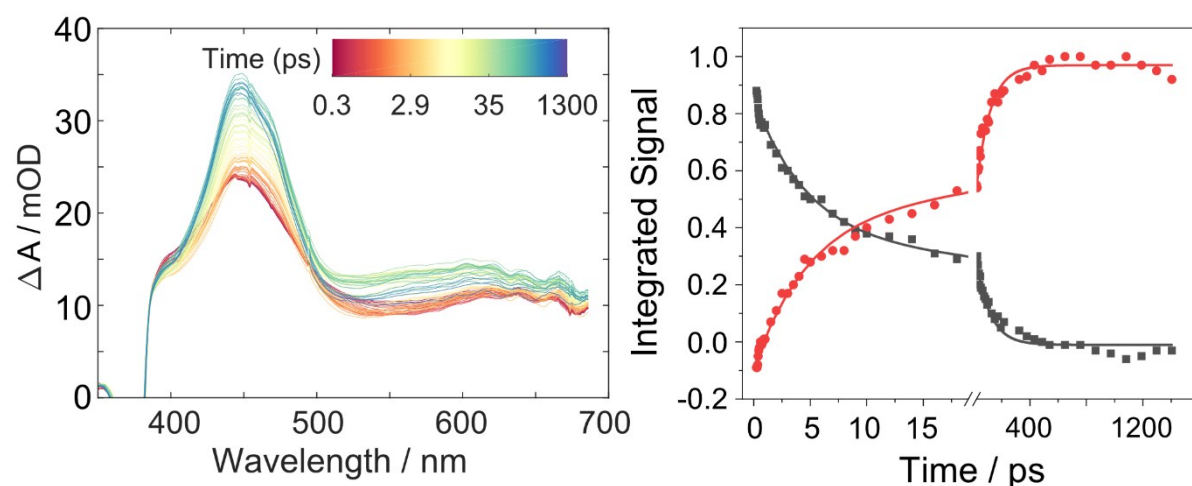 40
30
20
10
0
ΔA / mOD
Time (ps)
0.3 2.9 35 1300
400 500 600 700
Wavelength / nm
1.0
0.8
0.6
0.4
0.2
0.0
-0.2
Integrated Signal
0 5 10 15 400 1200
Time / ps